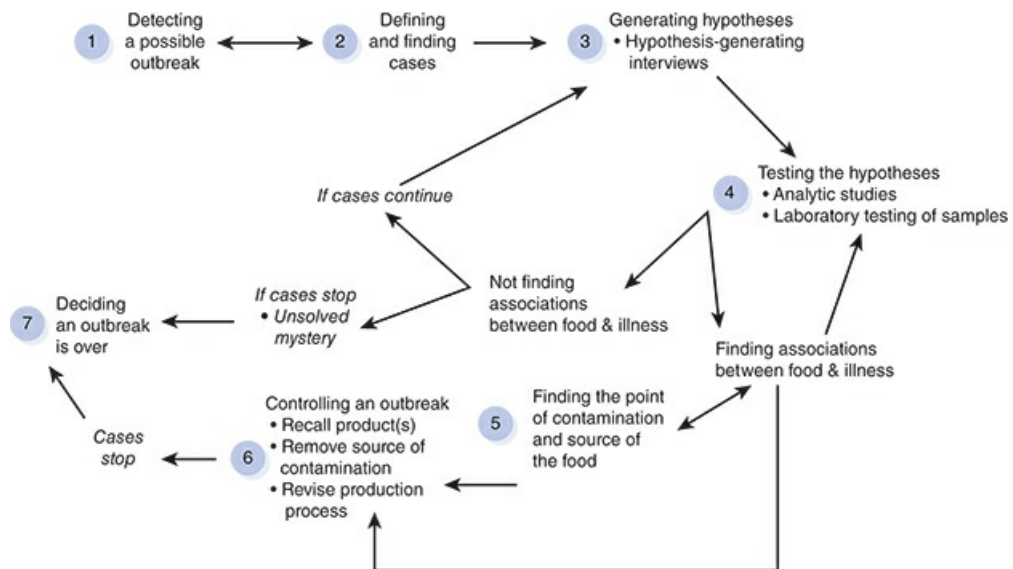 1
Detecting
a possible
outbreak
2
Defining
and finding
cases
3
Generating hypotheses
• Hypothesis-generating
interviews
4
Testing the hypotheses
• Analytic studies
• Laboratory testing of samples
If cases continue
Not finding
associations
between food & illness
If cases stop
• Unsolved
mystery
7
Deciding
an outbreak
is over
Finding associations
between food & illness
5
Finding the point
of contamination
and source of
the food
6
Controlling an outbreak
• Recall product(s)
• Remove source of
contamination
• Revise production
process
Cases
stop